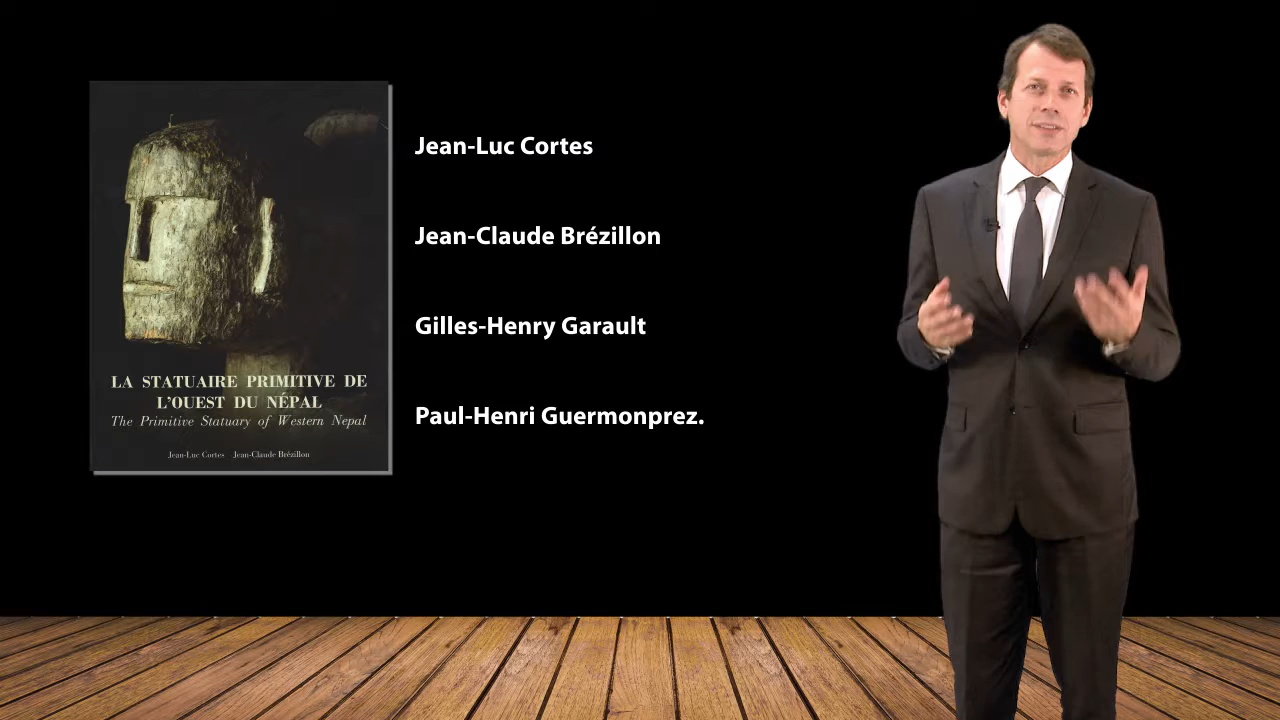 LA STATUAIRE PRIMITIVE DE
L'OUEST DU NÉPAL
The Primitive Statuary of Western Nepal
Jean-Luc Cortes Jean-Claude Brézillon
Jean-Luc Cortes
Jean-Claude Brézillon
Gilles-Henry Garault
Paul-Henri Guermonprez.